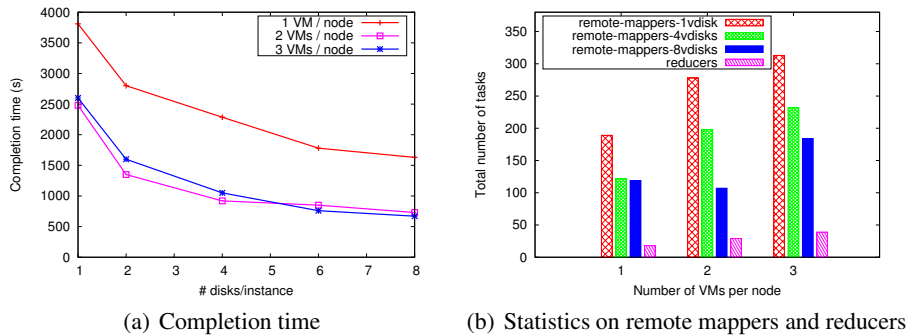 4000
3500
3000
2500
2000
1500
1000
500
0
Completion time (s)
1 VM / node
2 VMs / node
3 VMs / node
1 2 3 4 5 6 7 8
# disks/instance
(a) Completion time
350
300
250
200
150
100
50
0
Total number of tasks
remote-mappers-1vdisk
remote-mappers-4vdisks
remote-mappers-8vdisks
reducers
1 2 3
Number of VMs per node
(b) Statistics on remote mappers and reducers